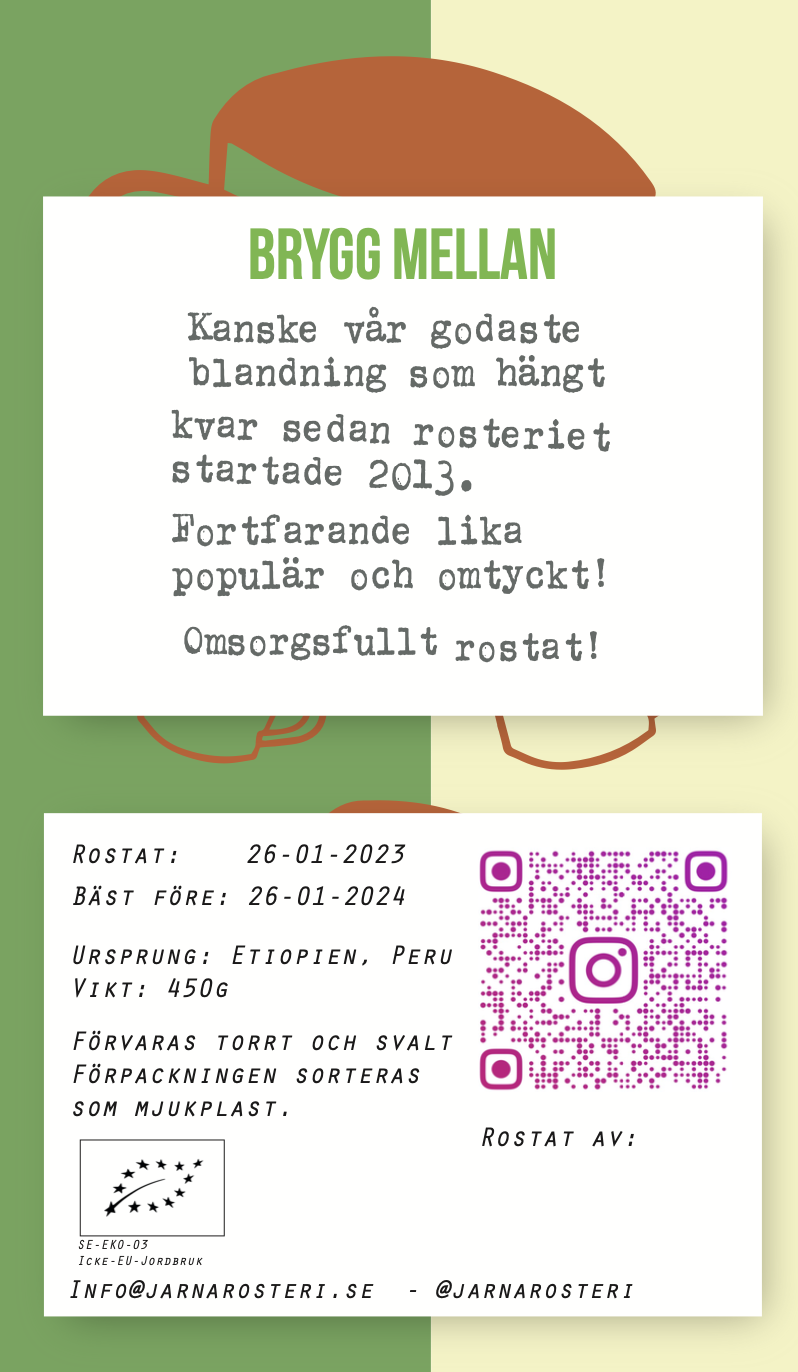 BRYGG MELLAN
Kanske vår godaste
blandning som hängt
kvar sedan rosteriet
startade 2013.
Fortfarande lika
populär och omtyckt!
Omsorgsfullt rostat!
Rostat: 26-01-2023
Bäst före: 26-01-2024
Ursprung: Etiopien, Peru
Vikt: 450g
Förvaras torrt och svalt
Förpackningen sorteras
som mjukplast.
Rostat av:
SE-EKO-03
Icke-EU-Jordbruk
Info@jarnarosteri.se - @jarnarosteri